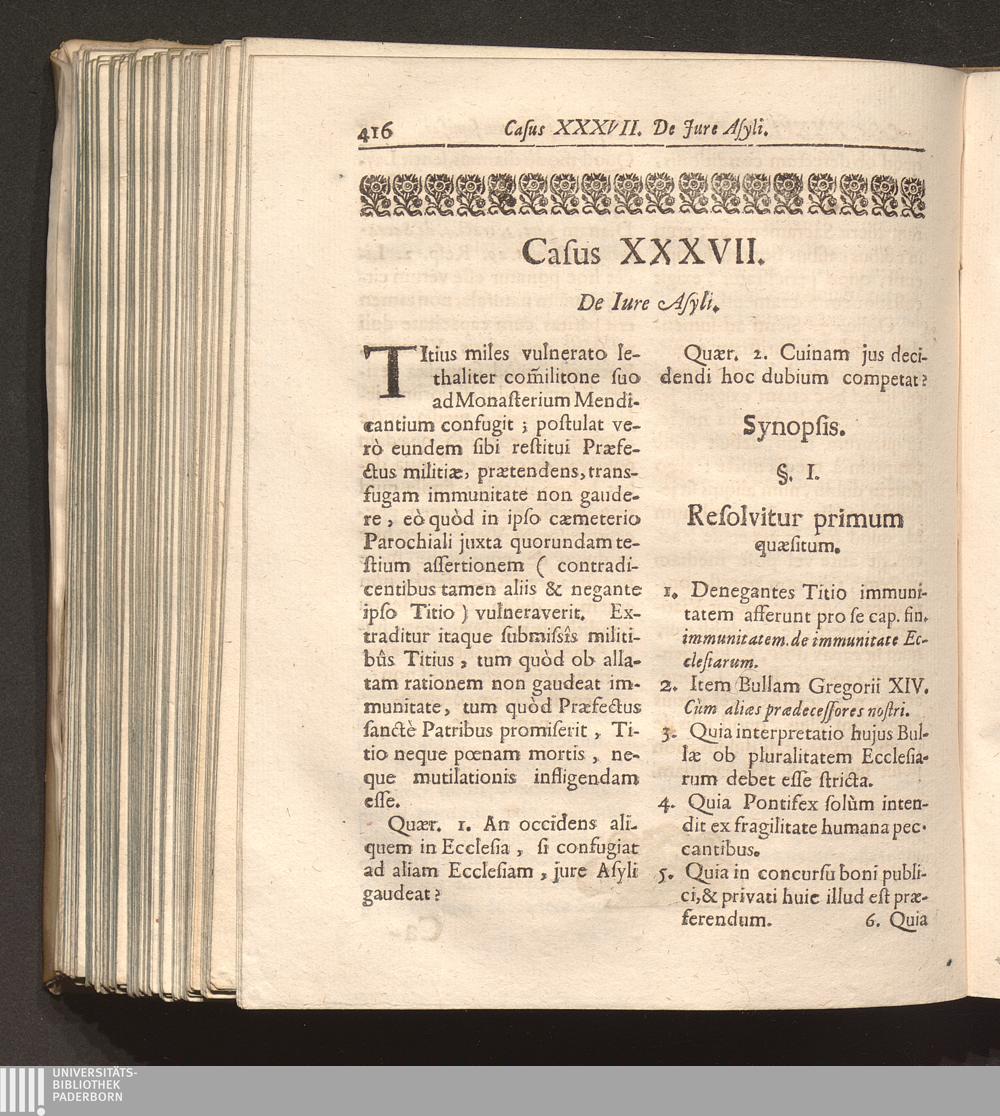 416 Caſus XXXVII. De Jure Aſyli.
Caſus XXXVII.
De Iure Aſyli.
TItius miles vulnerato le-
thaliter com̃ilitone ſuo
ad Monaſterium Mendi-
cantium confugit ; poſtulat ve-
rò eundem ſibi reſtitui Præfe-
ctus militiæ, prætendens, trans-
fugam immunitate non gaude-
re , eò quòd in ipſo cæmeterio
Parochiali juxta quorundam te-
ſtium aſſertionem ( contradi-
centibus tamen aliis & negante
ipſo Titio ) vulneraverit. Ex-
traditur itaque ſubmiſsîs militi-
bûs Titius , tum quòd ob alla-
tam rationem non gaudeat im-
munitate, tum quòd Præfectus
ſanctè Patribus promiſerit , Ti-
tio neque pœnam mortis , ne-
que mutilationis infligendam
eſſe.
Quær. 1. An occidens ali-
quem in Eccleſia , ſi confugiat
ad aliam Eccleſiam , jure Aſyli
gaudeat ?
Quær. 2. Cuinam jus deci-
dendi hoc dubium competat ?
Synopſis.
§. I.
Reſolvitur primum
quæſitum.
1. Denegantes Titio immuni-
tatem afferunt pro ſe cap. fin.
immunitatem. de immunitate Ec-
cleſiarum.
2. Item Bullam Gregorii XIV.
Cùm aliàs prædeceſſores noſtri.
3. Quia interpretatio hujus Bul-
læ ob pluralitatem Eccleſia-
rum debet eſſe ſtricta.
4. Quia Pontifex ſolùm inten-
dit ex fragilitate humana pec-
cantibus.
5. Quia in concurſu boni publi-
ci, & privati huic illud eſt præ-
ferendum. 6. Quia
UNIVERSITÄTS-
BIBLIOTHEK
PADERBORN